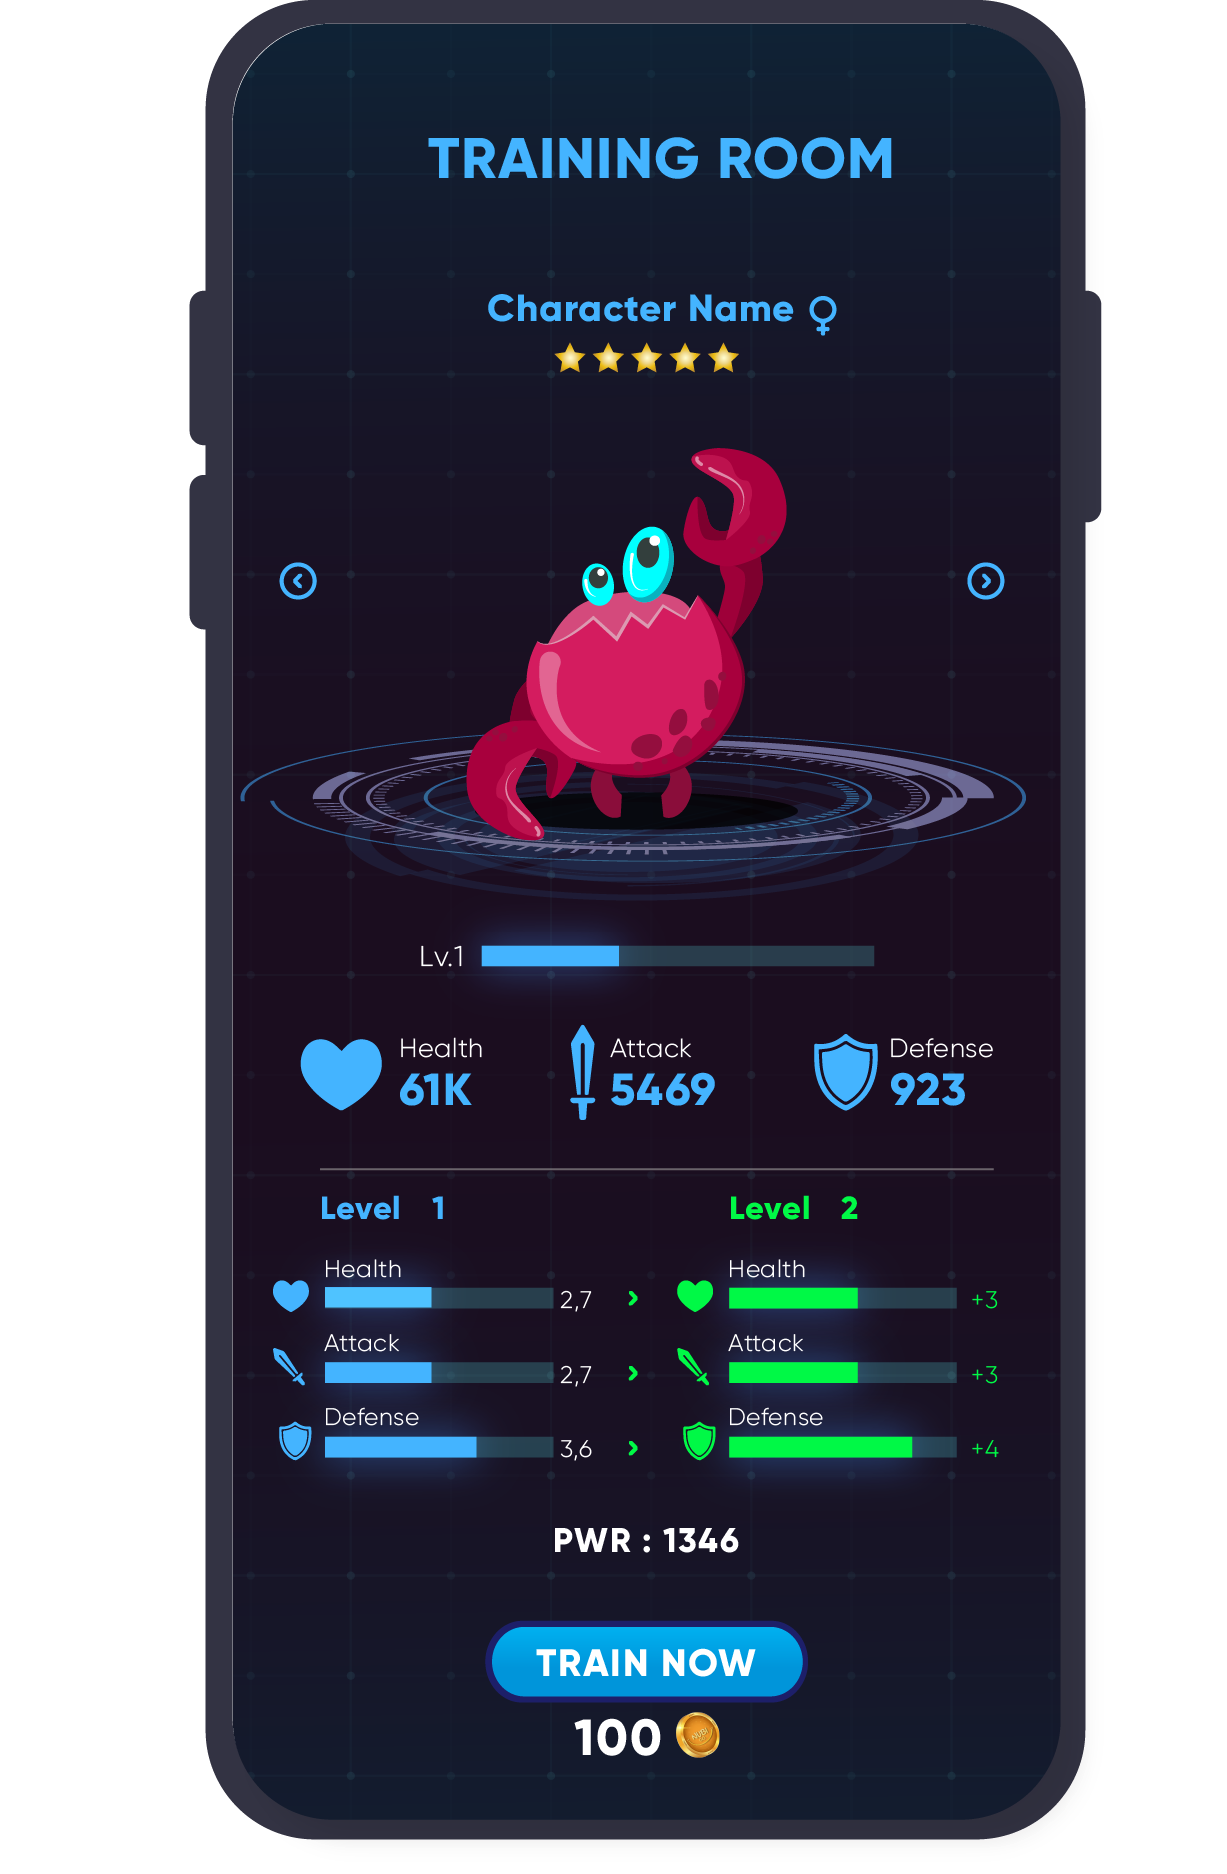 TRAINING ROOM
Character Name
Lv.1
Health
61K
Attack
5469
Defense
923
Level 1
Level 2
Health
2,7
Health
+3
Attack
2,7
Attack
+3
Defense
3,6
Defense
+4
PWR : 1346
TRAIN NOW
100